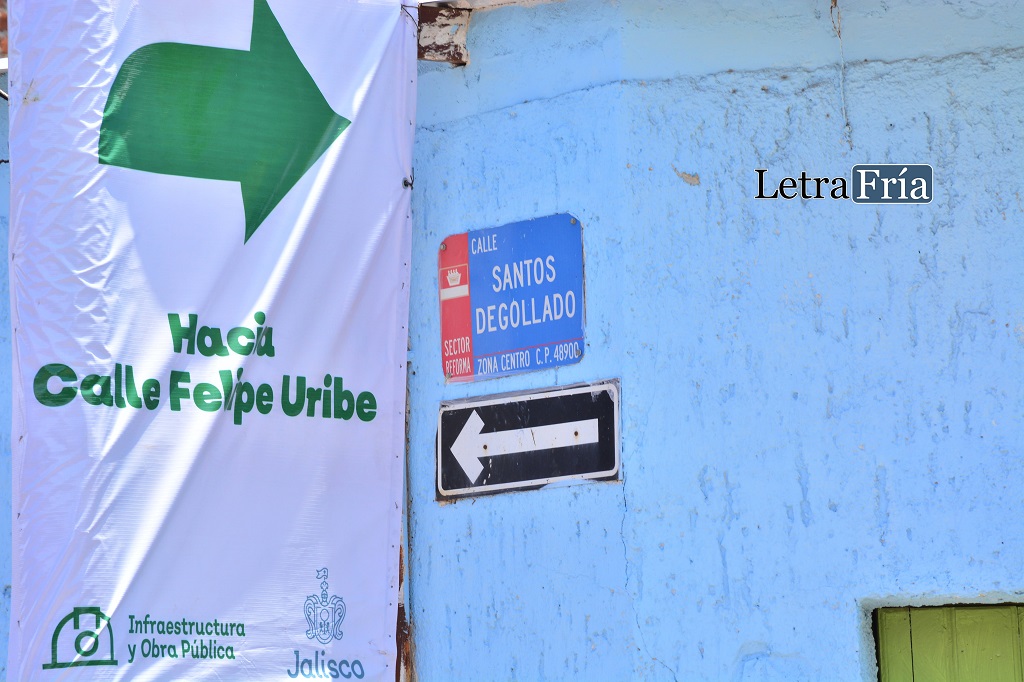 Hacia
Calle Felipe Uribe
Infraestructura
y Obra Pública
Jalisco
CALLE
SANTOS
DEGOLLADO
SECTOR
REFORMA
ZONA CENTRO C.P. 48900
LetraFría